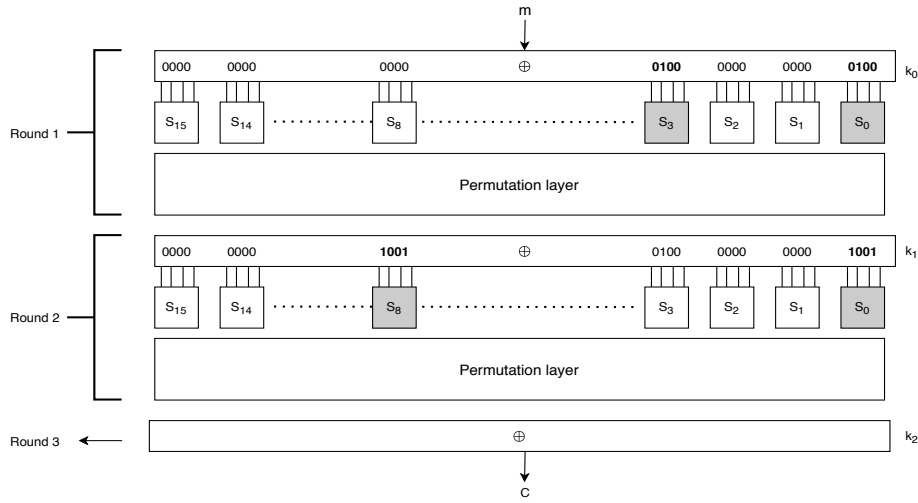 m
0000 0000 0000 ⊕ 0100 0000 0000 0100 k0
S15 S14 S8 S3 S2 S1 S0
Round 1
Permutation layer
0000 0000 1001 ⊕ 0100 0000 0000 1001 k1
S15 S14 S8 S3 S2 S1 S0
Round 2
Permutation layer
Round 3 ⊕ k2
C